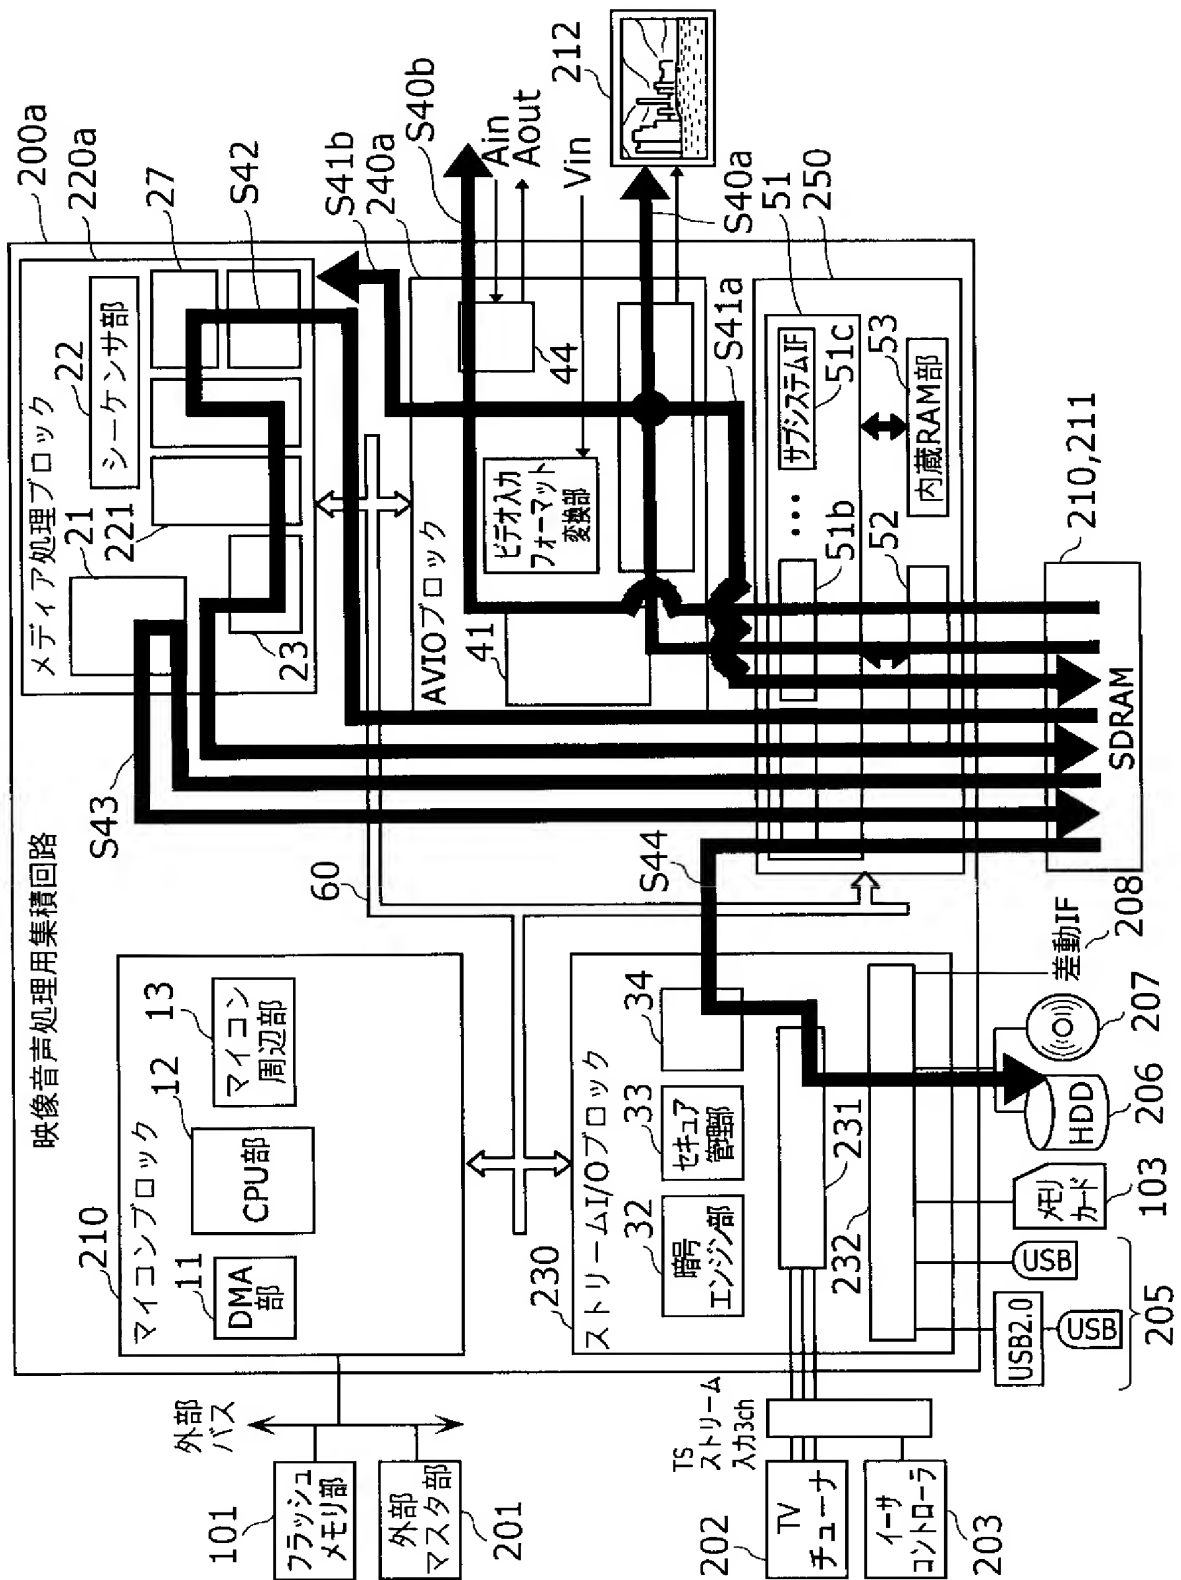 映像音声処理用集積回路
200a
マイコンブロック
210
DMA部
11
CPU部
12
マイコン
周辺部
13
メディア処理ブロック
220a
21
シーケンサ部
22
221
23
27
S42
S43
60
外部
バス
フラッシュ
メモリ部
101
外部
マスタ部
201
AVIOブロック
240a
S41b
S40b
Ain
Aout
Vin
44
ビデオ入力
フォーマット
変換部
41
212
S40a
S41a
ストリームI/Oブロック
230
暗号
エンジン部
32
セキュア
管理部
33
34
231
232
S44
51
250
サブシステムIF
51c
51b
・・・
52
内蔵RAM部
53
SDRAM
210,211
TS
ストリーム
入力3ch
TV
チューナ
202
イーサ
コントローラ
203
USB2.0
USB
USB
205
メモリ
カード
103
HDD
206
207
差動IF
208